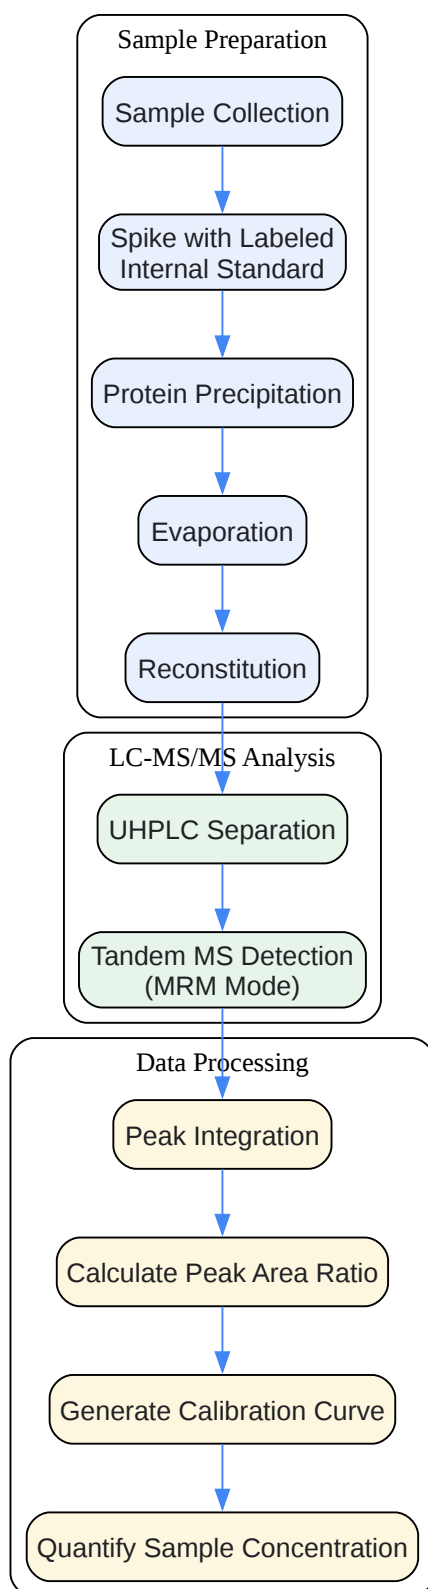 Sample Preparation
Sample Collection
Spike with Labeled
Internal Standard
Protein Precipitation
Evaporation
Reconstitution
LC-MS/MS Analysis
UHPLC Separation
Tandem MS Detection
(MRM Mode)
Data Processing
Peak Integration
Calculate Peak Area Ratio
Generate Calibration Curve
Quantify Sample Concentration